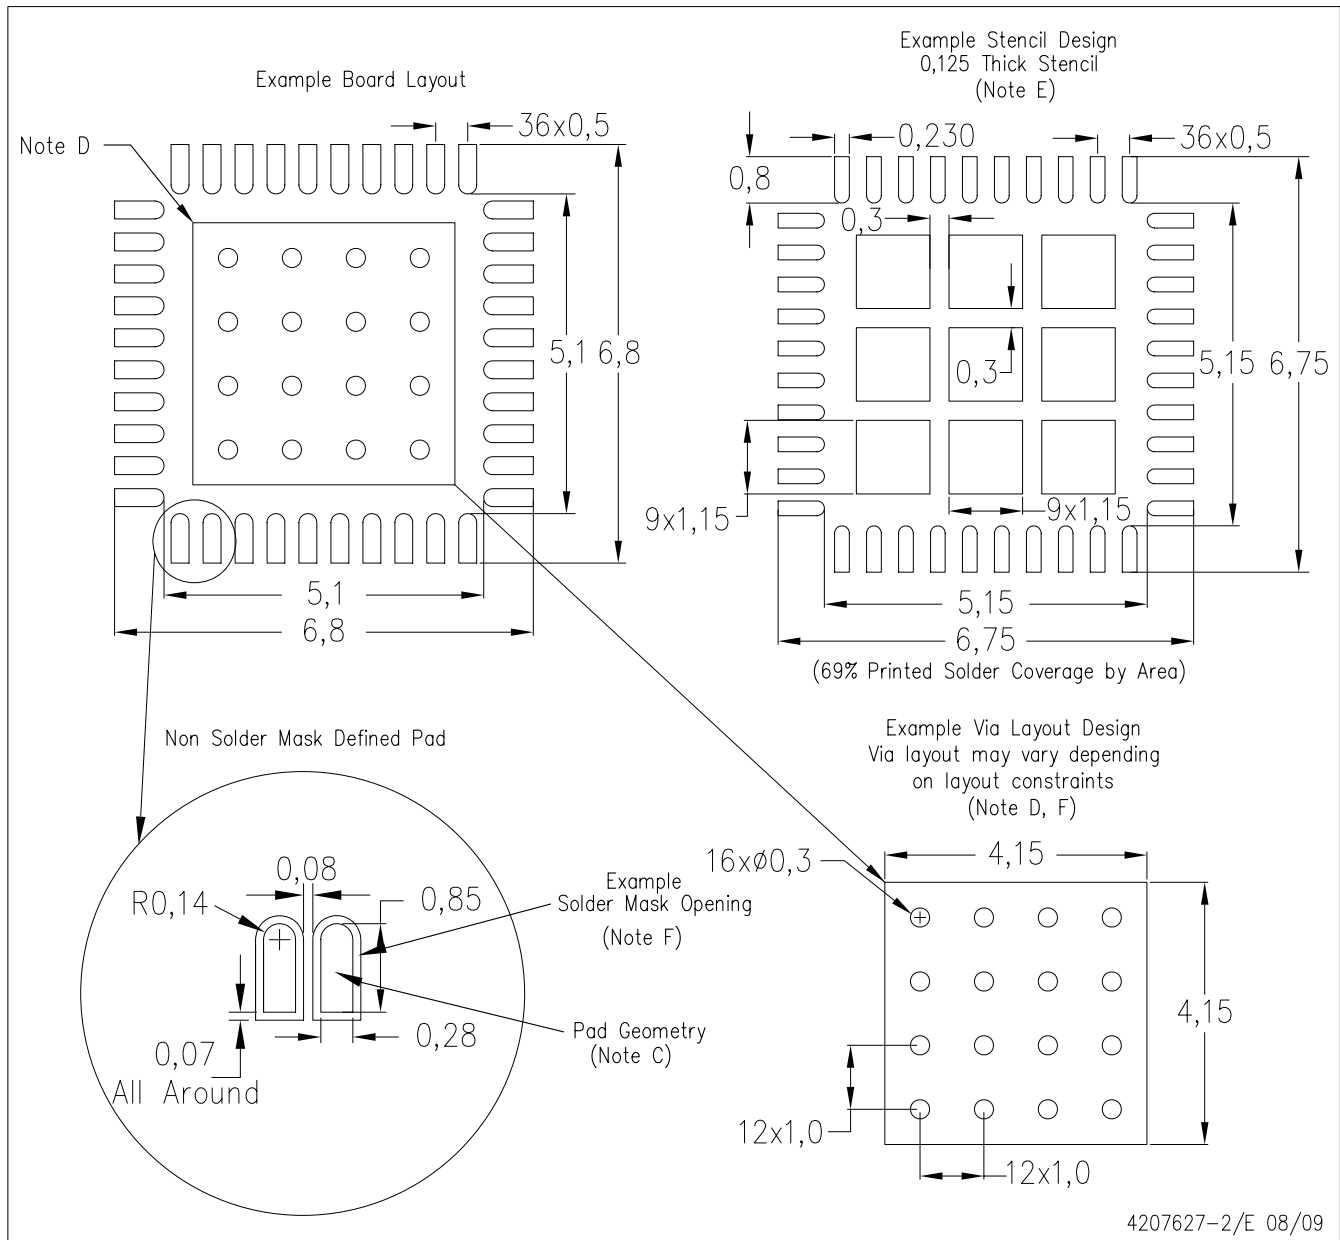 Example Board Layout
Note D
36x0,5
5,1
6,8
5,1
6,8
Example Stencil Design
0,125 Thick Stencil
(Note E)
0,230
36x0,5
0,8
0,3
0,3
5,15
6,75
9x1,15
9x1,15
5,15
6,75
(69% Printed Solder Coverage by Area)
Non Solder Mask Defined Pad
0,08
R0,14
0,85
Example
Solder Mask Opening
(Note F)
0,28
Pad Geometry
(Note C)
0,07
All Around
Example Via Layout Design
Via layout may vary depending
on layout constraints
(Note D, F)
16xø0,3
4,15
4,15
12x1,0
12x1,0
4207627-2/E 08/09